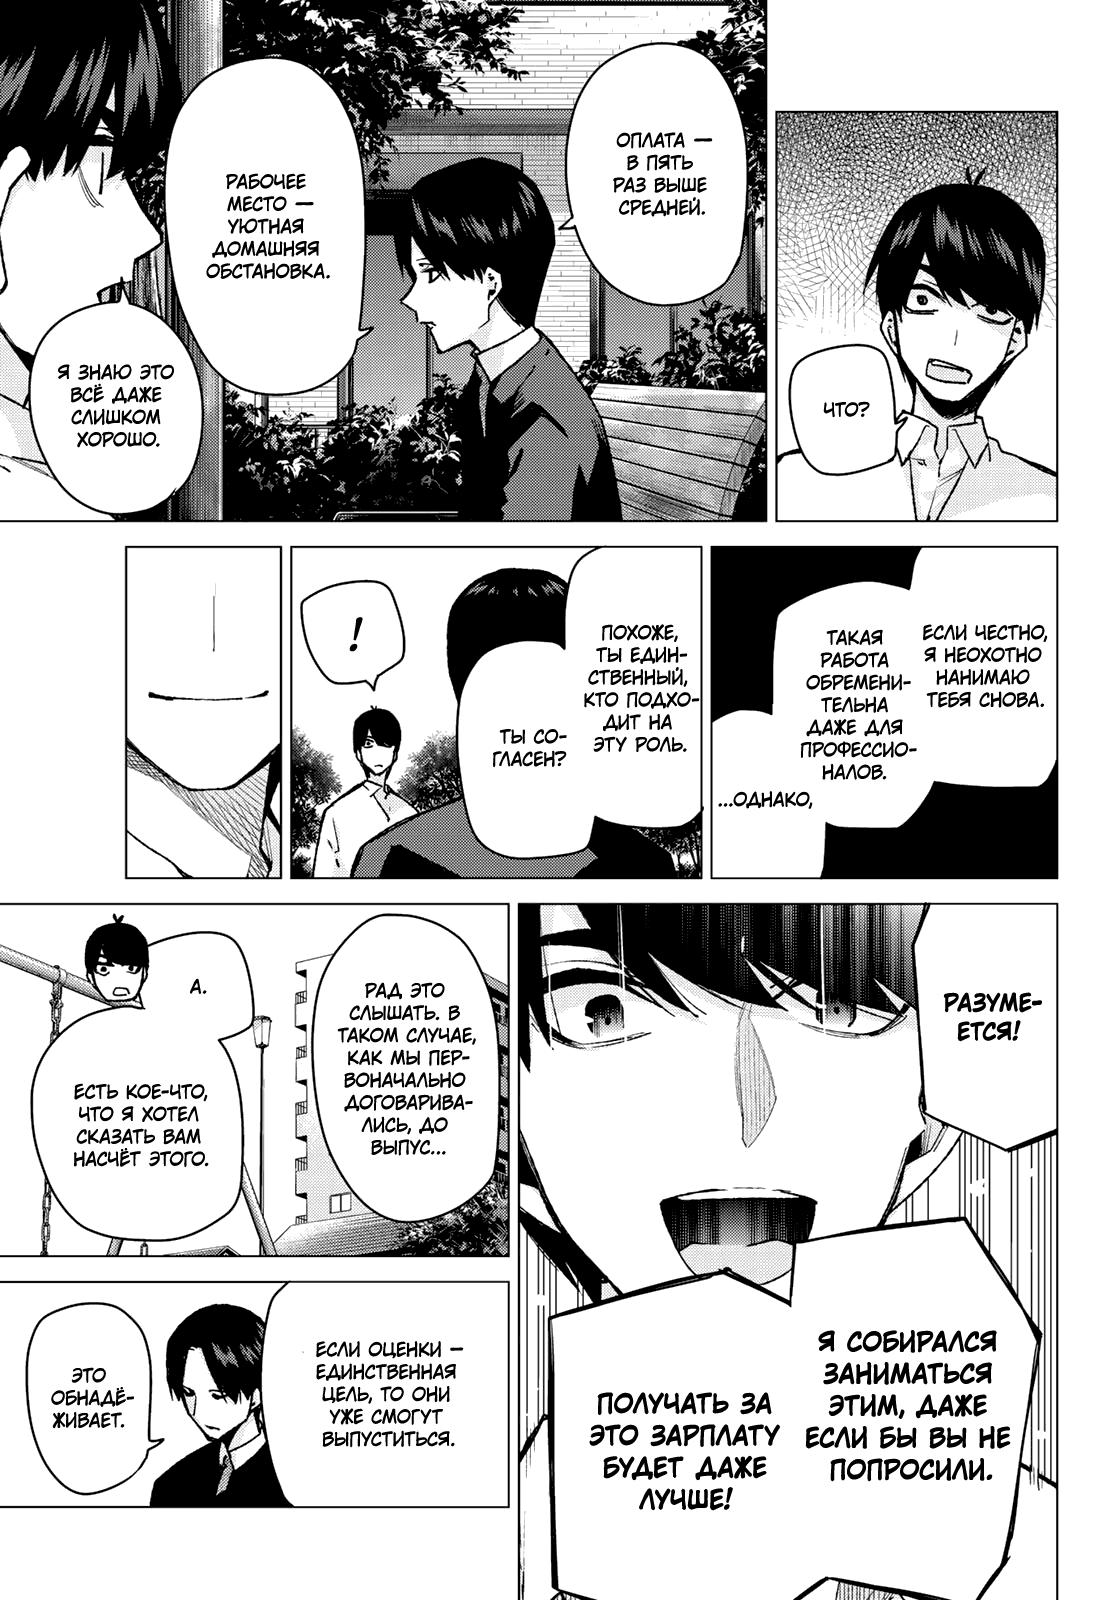 ЧТО?
ОПЛАТА —
В ПЯТЬ
РАЗ ВЫШЕ
СРЕДНЕЙ.
РАБОЧЕЕ
МЕСТО —
УЮТНАЯ
ДОМАШНЯЯ
ОБСТАНОВКА.
Я ЗНАЮ ЭТО
ВСЁ ДАЖЕ
СЛИШКОМ
ХОРОШО.
ЕСЛИ ЧЕСТНО,
Я НЕОХОТНО
НАНИМАЮ
ТЕБЯ СНОВА.
ТАКАЯ
РАБОТА
ОБРЕМЕНИ-
ТЕЛЬНА
ДАЖЕ ДЛЯ
ПРОФЕССИО-
НАЛОВ.
...ОДНАКО,
ПОХОЖЕ,
ТЫ ЕДИН-
СТВЕННЫЙ,
КТО ПОДХО-
ДИТ НА
ЭТУ РОЛЬ.
ТЫ СО-
ГЛАСЕН?
!
РАЗУМЕ-
ЕТСЯ!
Я СОБИРАЛСЯ
ЗАНИМАТЬСЯ
ЭТИМ, ДАЖЕ
ЕСЛИ БЫ ВЫ НЕ
ПОПРОСИЛИ.
ПОЛУЧАТЬ ЗА
ЭТО ЗАРПЛАТУ
БУДЕТ ДАЖЕ
ЛУЧШЕ!
РАД ЭТО
СЛЫШАТЬ. В
ТАКОМ СЛУЧАЕ,
КАК МЫ ПЕР-
ВОНАЧАЛЬНО
ДОГОВАРИВА-
ЛИСЬ, ДО
ВЫПУС...
А.
ЕСТЬ КОЕ-ЧТО,
ЧТО Я ХОТЕЛ
СКАЗАТЬ ВАМ
НАСЧЁТ ЭТОГО.
ЕСЛИ ОЦЕНКИ —
ЕДИНСТВЕННАЯ
ЦЕЛЬ, ТО ОНИ
УЖЕ СМОГУТ
ВЫПУСТИТЬСЯ.
ЭТО
ОБНАДЁ-
ЖИВАЕТ.